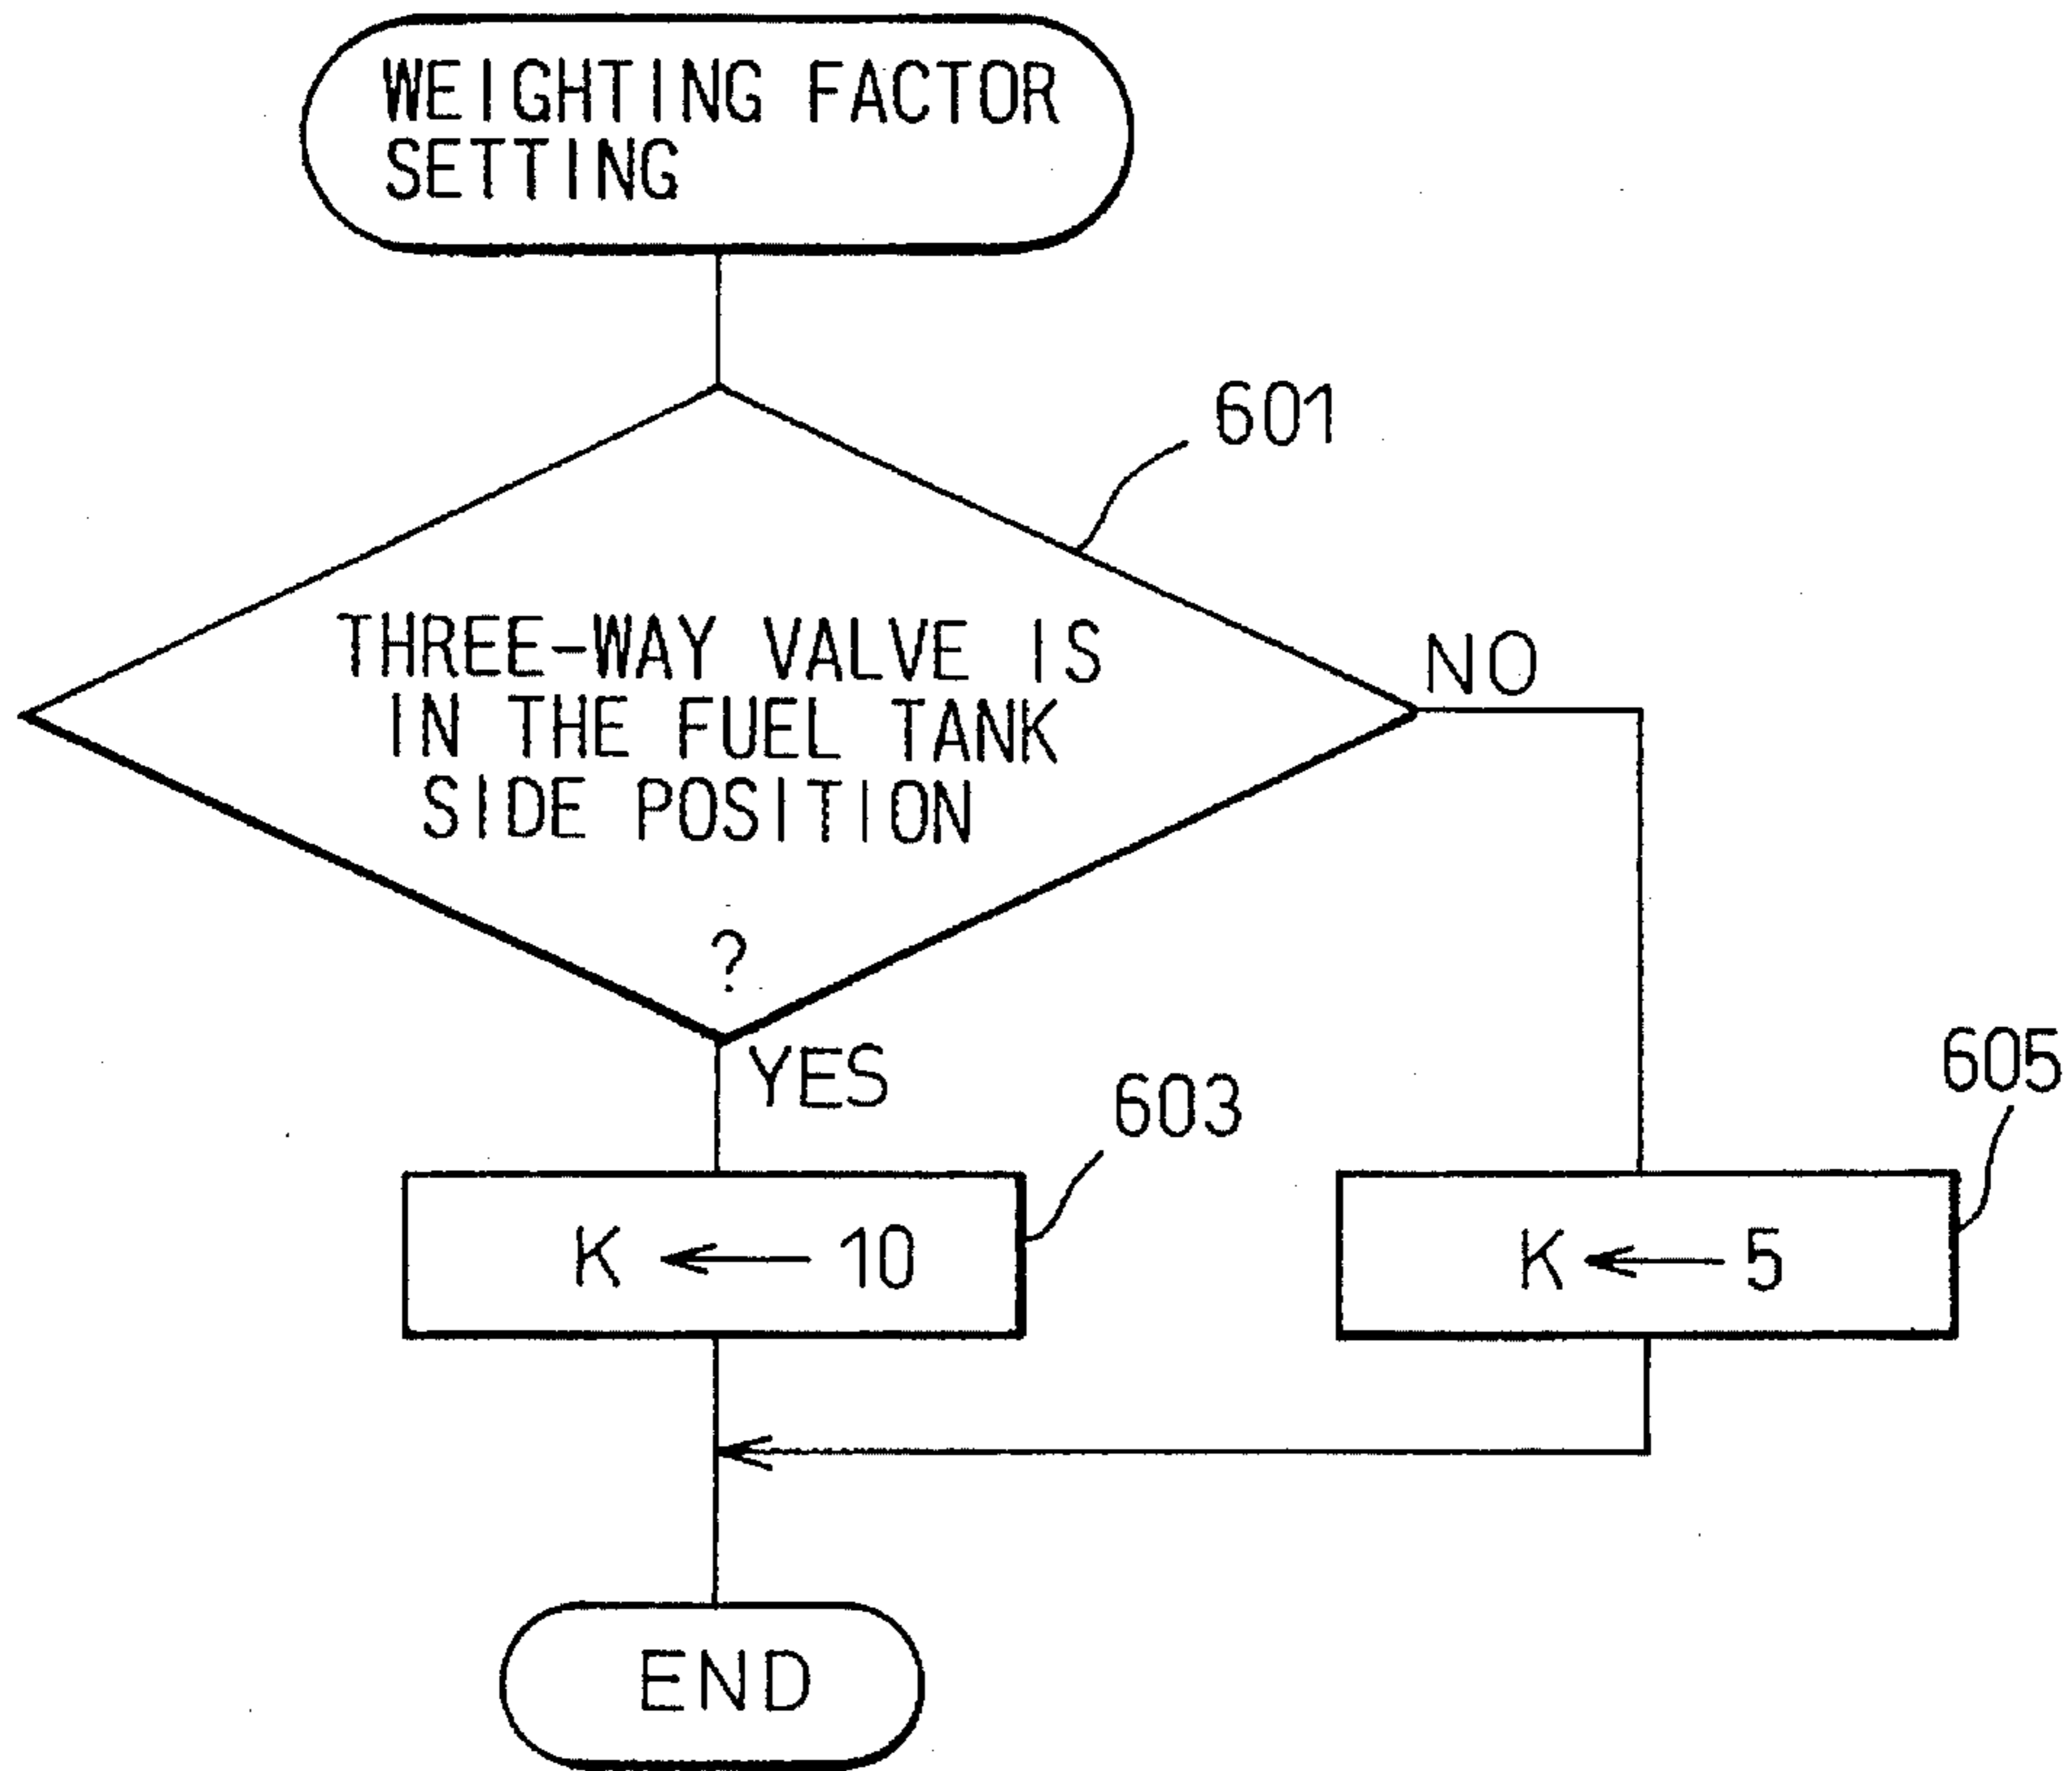 WEIGHTING FACTOR
SETTING
601
THREE-WAY VALVE IS
IN THE FUEL TANK
SIDE POSITION
?
NO
YES
603
605
K ← 10
K ← 5
END